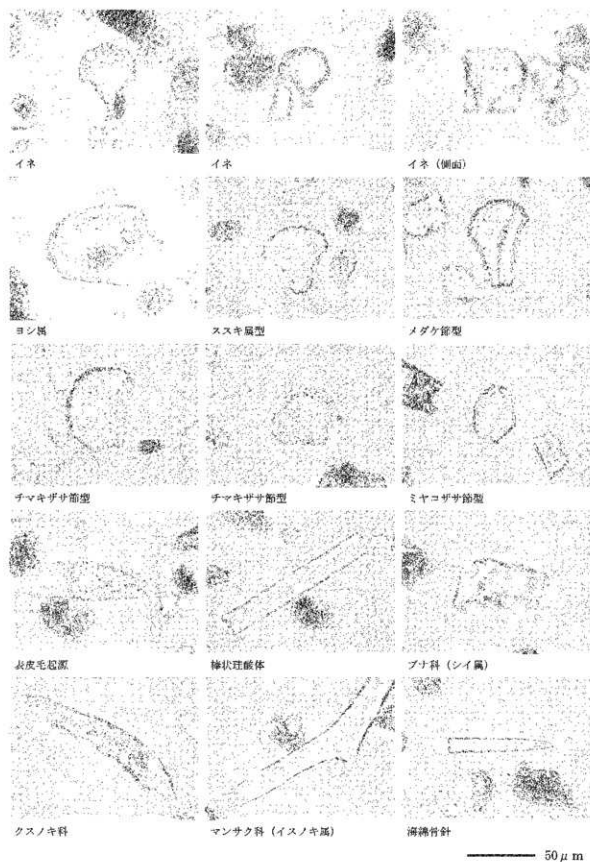 イネ
イネ
イネ（側面）
ヨシ属
ススキ属型
メダケ節型
チマキザサ節型
チマキザサ節型
ミヤコザサ節型
表皮毛起源
棒状珪酸体
ブナ科（シイ属）
クスノキ科
マンサク科（イスノキ属）
海綿骨針
50μm